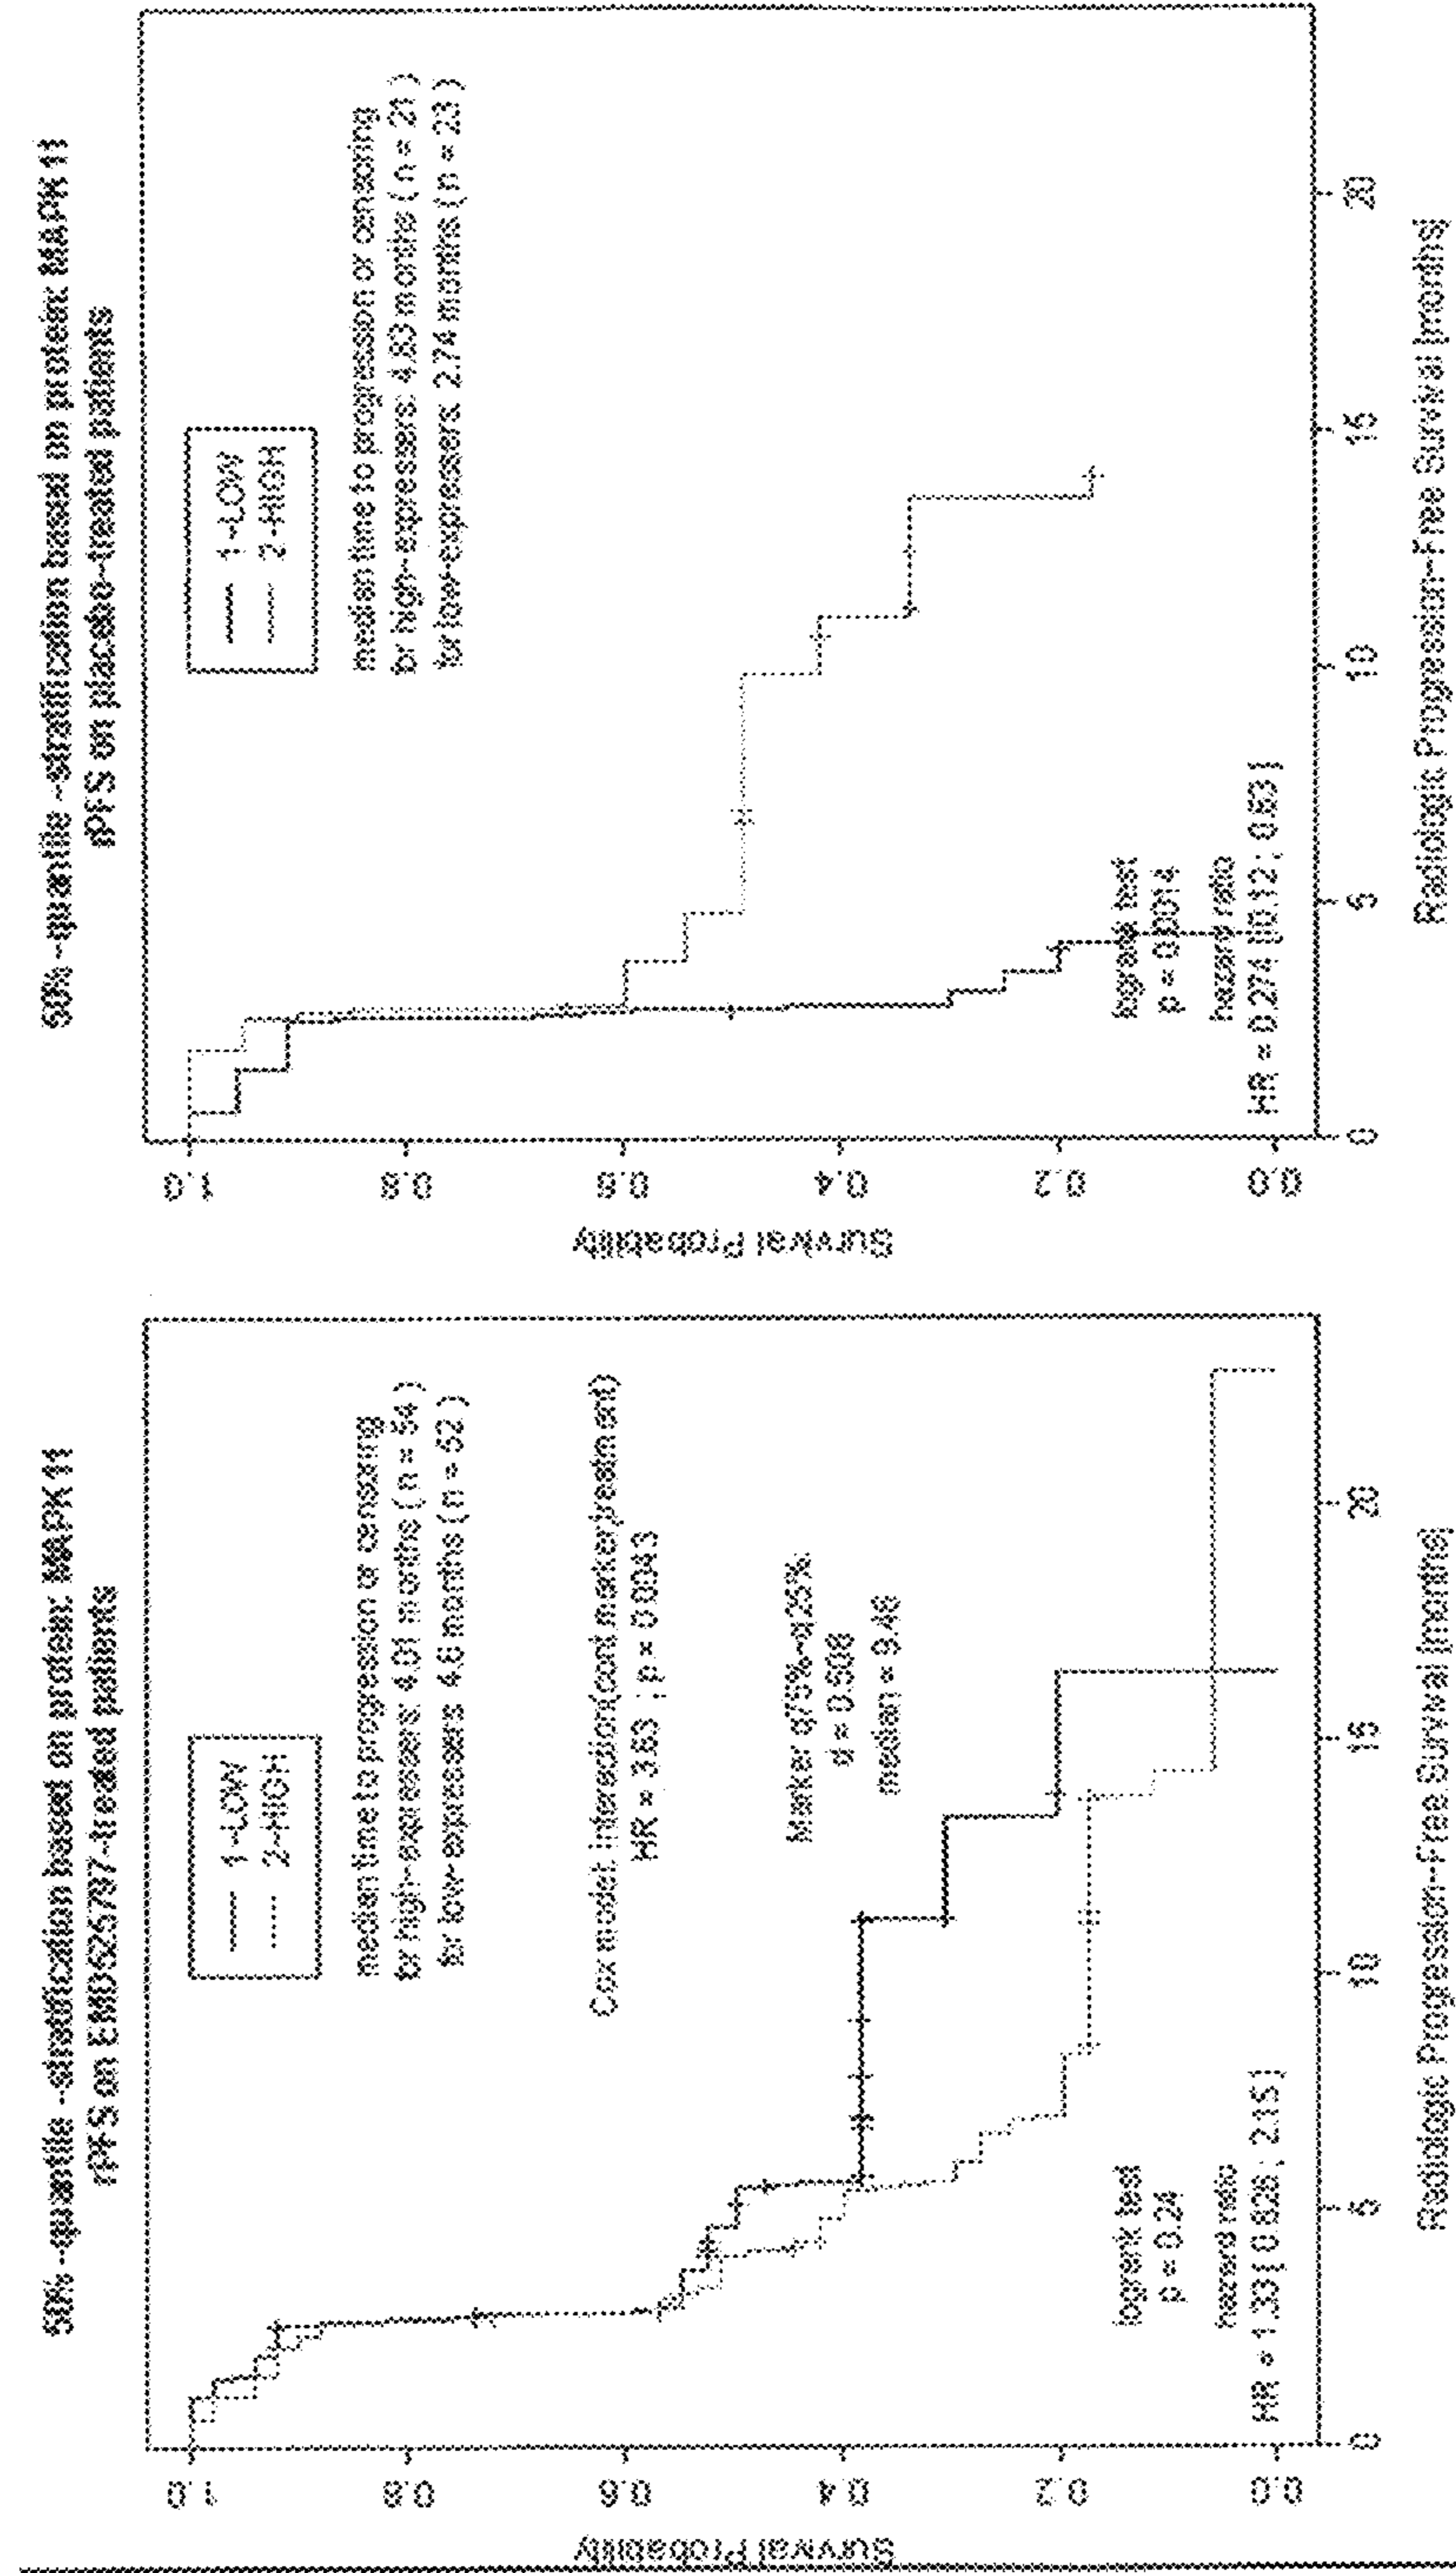 50%-quantile-stratification based on protein: MAPK11
rPFS on EMD525797-treated patients
1-LOW
2-HIGH
median time to progression or censoring
for high-expressers: 4.01 months ( n = 54 )
for low-expressers: 4.6 months ( n = 52 )
Cox model: interaction(cont.marker)treatment)
HR = 3.63 ; p = 0.0043
Marker q75%-q25%:
d = 0.508
median = 9.46
logrank test
p = 0.24
hazard ratio
HR = 1.33 [ 0.828 ; 2.15 ]
Survival Probability
1.0
0.8
0.6
0.4
0.2
0.0
0
5
10
15
20
Radiologic Progression-Free Survival [months]
50%-quantile-stratification based on protein: MAPK11
rPFS on placebo-treated patients
1-LOW
2-HIGH
median time to progression or censoring
for high-expressers: 4.83 months ( n = 21 )
for low-expressers: 2.74 months ( n = 23 )
logrank test
p = 0.0014
hazard ratio
HR = 0.274 [ 0.12 ; 0.63 ]
Survival Probability
1.0
0.8
0.6
0.4
0.2
0.0
0
5
10
15
20
Radiologic Progression-Free Survival [months]